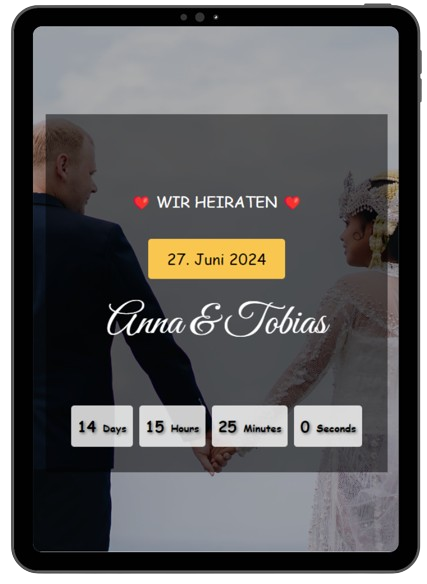 ❤ WIR HEIRATEN ❤
27. Juni 2024
Anna & Tobias
14 Days 15 Hours 25 Minutes 0 Seconds